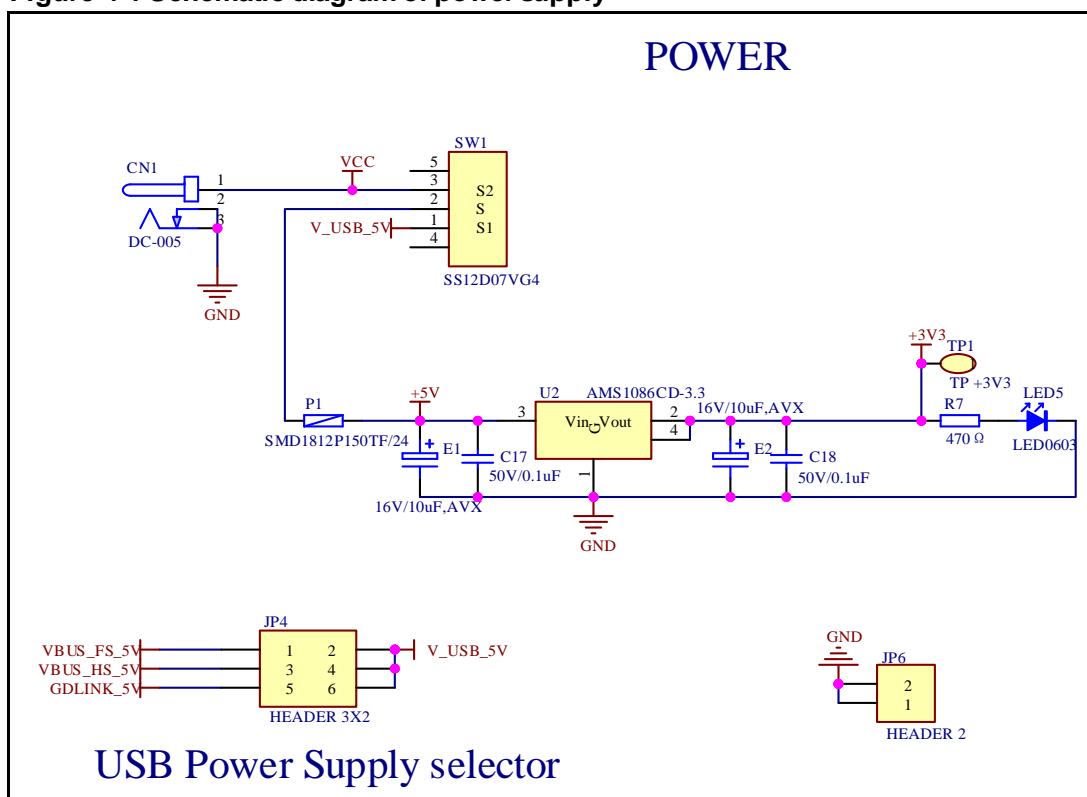 Figure 4-1 Schematic diagram of power supply
POWER
SW1
CN1
VCC
5
1
3
S2
2
2
S
3
V_USB_5V
1
S1
DC-005
4
SS12D07VG4
GND
+3V3
TP1
TP +3V3
P1
+5V
U2
AMS1086CD-3.3
R7
LED5
3
Vin
G
Vout
2
16V/10uF,AVX
4
SMD1812P150TF/24
E1
C17
E2
C18
470 Ω
LED0603
50V/0.1uF
1
50V/0.1uF
16V/10uF,AVX
GND
JP4
VBUS_FS_5V
1
2
V_USB_5V
VBUS_HS_5V
3
4
GDLINK_5V
5
6
HEADER 3X2
GND
JP6
2
1
HEADER 2
USB Power Supply selector